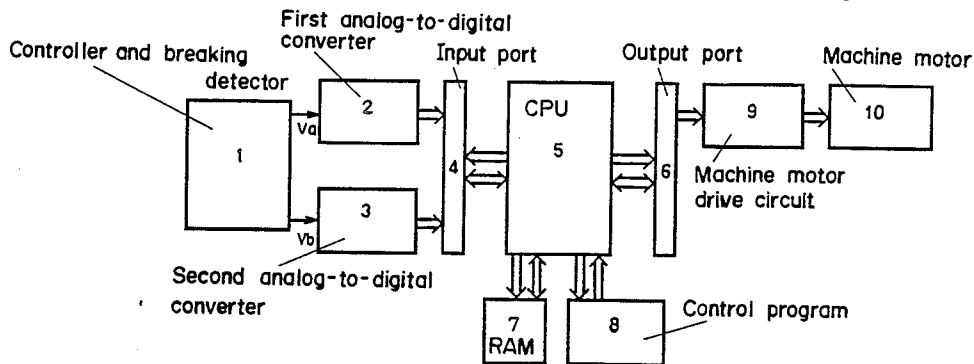 First analog-to-digital
converter
Controller and breaking
detector
Input port
Output port
Machine motor
Va
2
CPU
9
10
1
5
4
6
Machine motor
drive circuit
3
Vb
Second analog-to-digital
converter
7
RAM
8
Control program